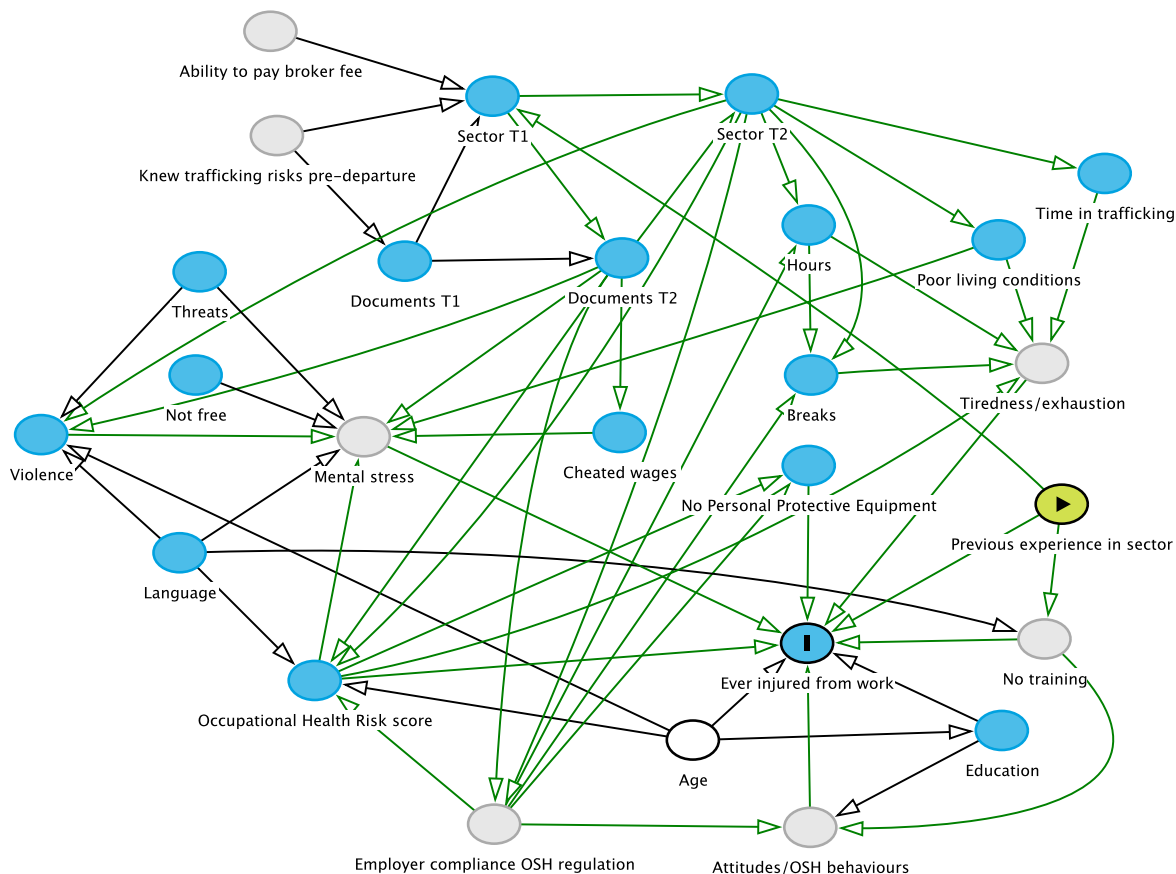 Ability to pay broker fee
Sector T1
Sector T2
Knew trafficking risks pre-departure
Time in trafficking
Hours
Poor living conditions
Documents T1
Documents T2
Threats
Not free
Breaks
Tiredness/exhaustion
Violence
Mental stress
Cheated wages
No Personal Protective Equipment
Previous experience in sector
Language
Ever injured from work
No training
Occupational Health Risk score
Age
Education
Employer compliance OSH regulation
Attitudes/OSH behaviours